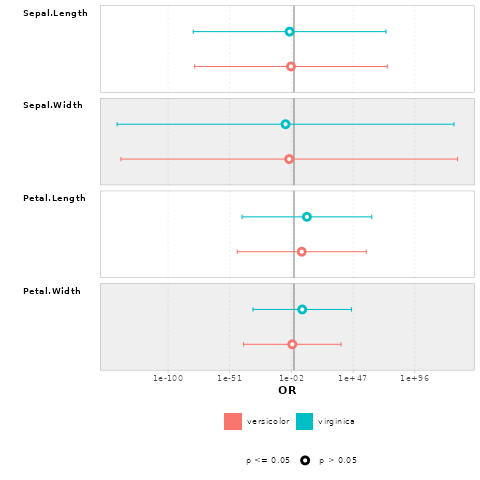 Sepal.Length
Sepal.Width
Petal.Length
Petal.Width
1e-100 1e-51 1e-02 1e+47 1e+96
OR
versicolor virginica
p <= 0.05 p > 0.05